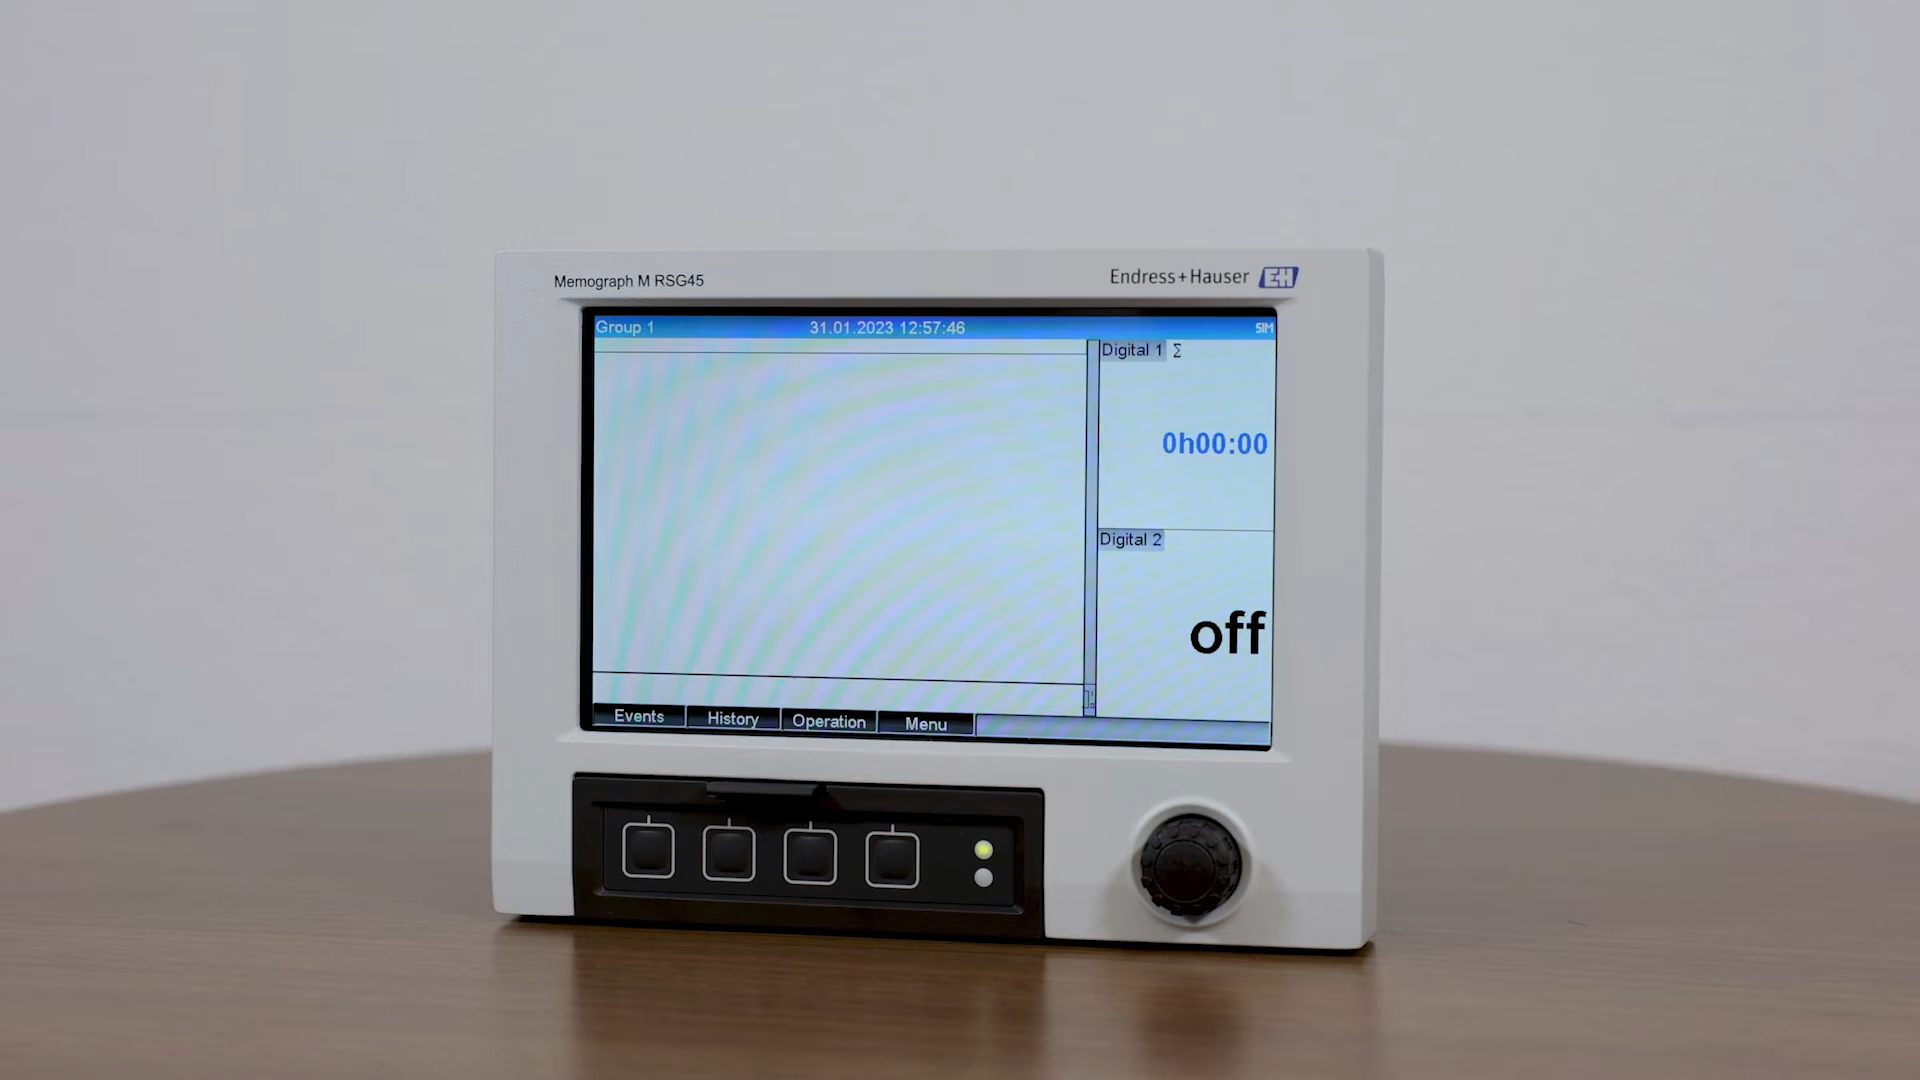 Memograph M RSG45
Endress+Hauser EH
Group 1 31.01.2023 12:57:46 SIM
Digital 1 Σ
0h00:00
Digital 2
off
Events History Operation Menu